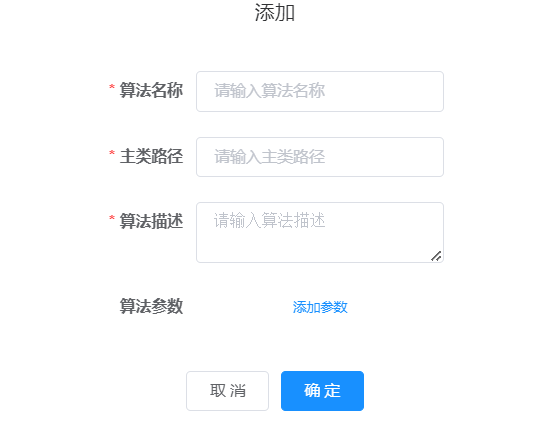 添加
* 算法名称 请输入算法名称
* 主类路径 请输入主类路径
* 算法描述 请输入算法描述
算法参数 添加参数
取消 确定